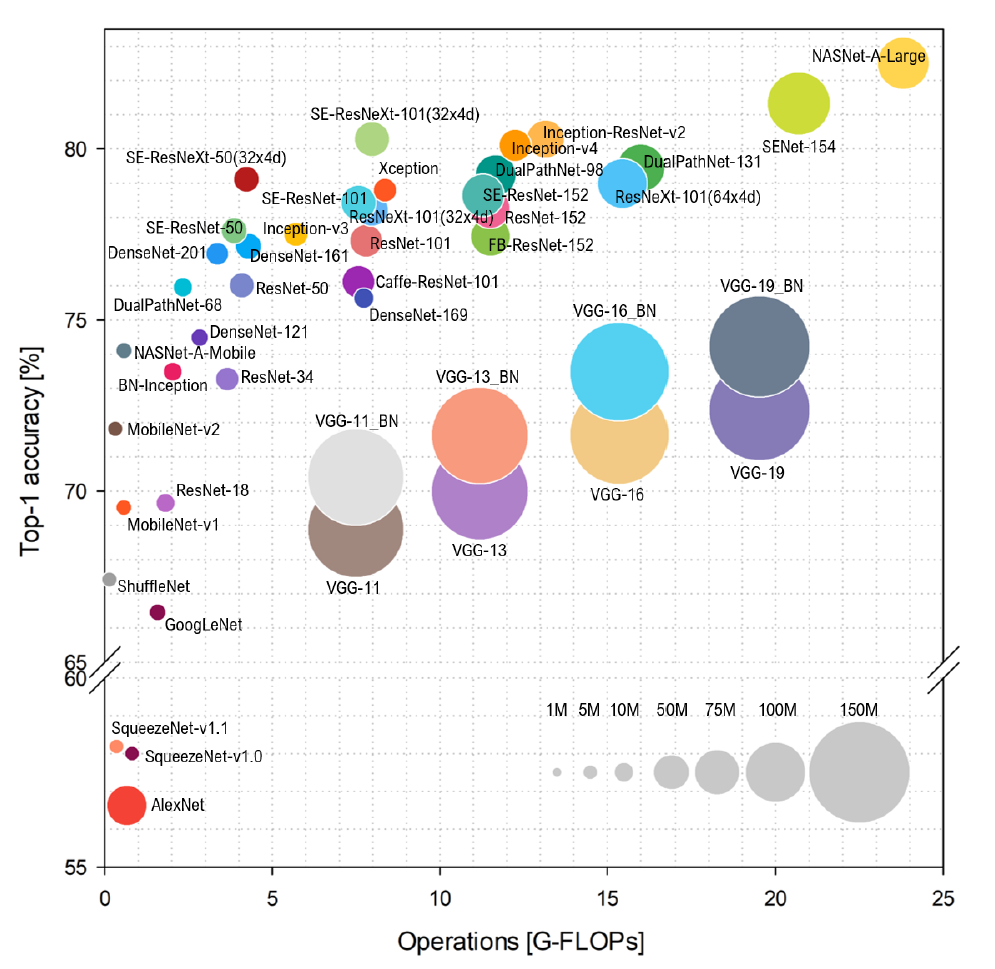 NASNet-A-Large
SE-ResNeXt-101(32x4d)
Inception-ResNet-v2
80
Inception-v4
SENet-154
SE-ResNeXt-50(32x4d)
Xception
DualPathNet-98
DualPathNet-131
SE-ResNet-101
SE-ResNet-152
ResNeXt-101(64x4d)
ResNeXt-101(32x4d)
ResNet-152
SE-ResNet-50
Inception-v3
ResNet-101
FB-ResNet-152
DenseNet-201
DenseNet-161
ResNet-50
Caffe-ResNet-101
VGG-19_BN
DualPathNet-68
DenseNet-169
VGG-16_BN
75
DenseNet-121
NASNet-A-Mobile
BN-Inception
ResNet-34
VGG-13_BN
VGG-11_BN
MobileNet-v2
VGG-19
70
ResNet-18
VGG-16
MobileNet-v1
VGG-13
ShuffleNet
VGG-11
GoogLeNet
65
60
1M 5M 10M 50M 75M 100M 150M
SqueezeNet-v1.1
SqueezeNet-v1.0
AlexNet
55
0 5 10 15 20 25
Operations [G-FLOPs]
Top-1 accuracy [%]